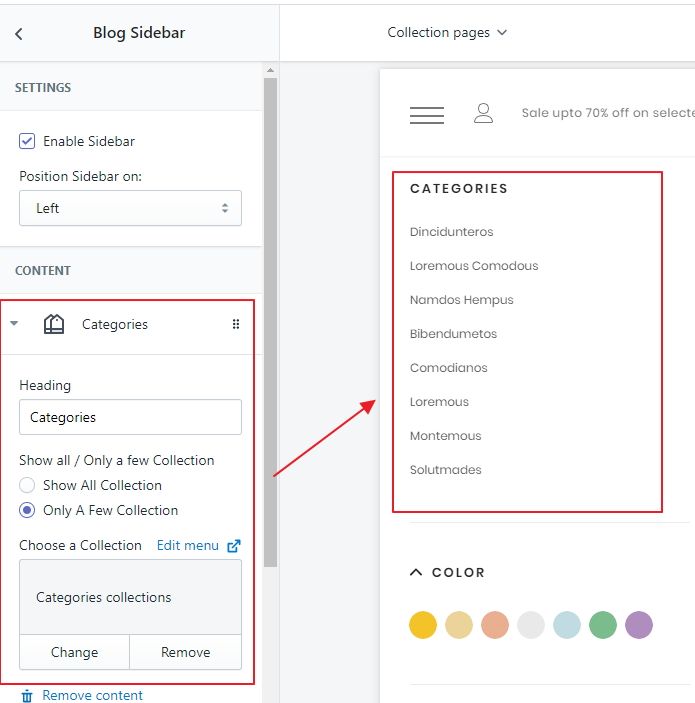 Blog Sidebar
SETTINGS
Enable Sidebar
Position Sidebar on:
Left
CONTENT
Categories
Heading
Categories
Show all / Only a few Collection
Show All Collection
Only A Few Collection
Choose a Collection Edit menu
Categories collections
Change Remove
Remove content
Collection pages
Sale upto 70% off on selecte
CATEGORIES
Dincidunteros
Loremous Comodous
Namdos Hempus
Bibendumetos
Comodianos
Loremous
Montemous
Solutmades
COLOR